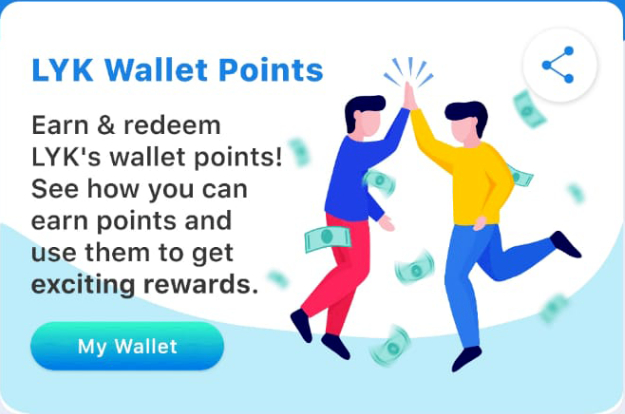 LYK Wallet Points
Earn & redeem
LYK's wallet points!
See how you can
earn points and
use them to get
exciting rewards.
My Wallet